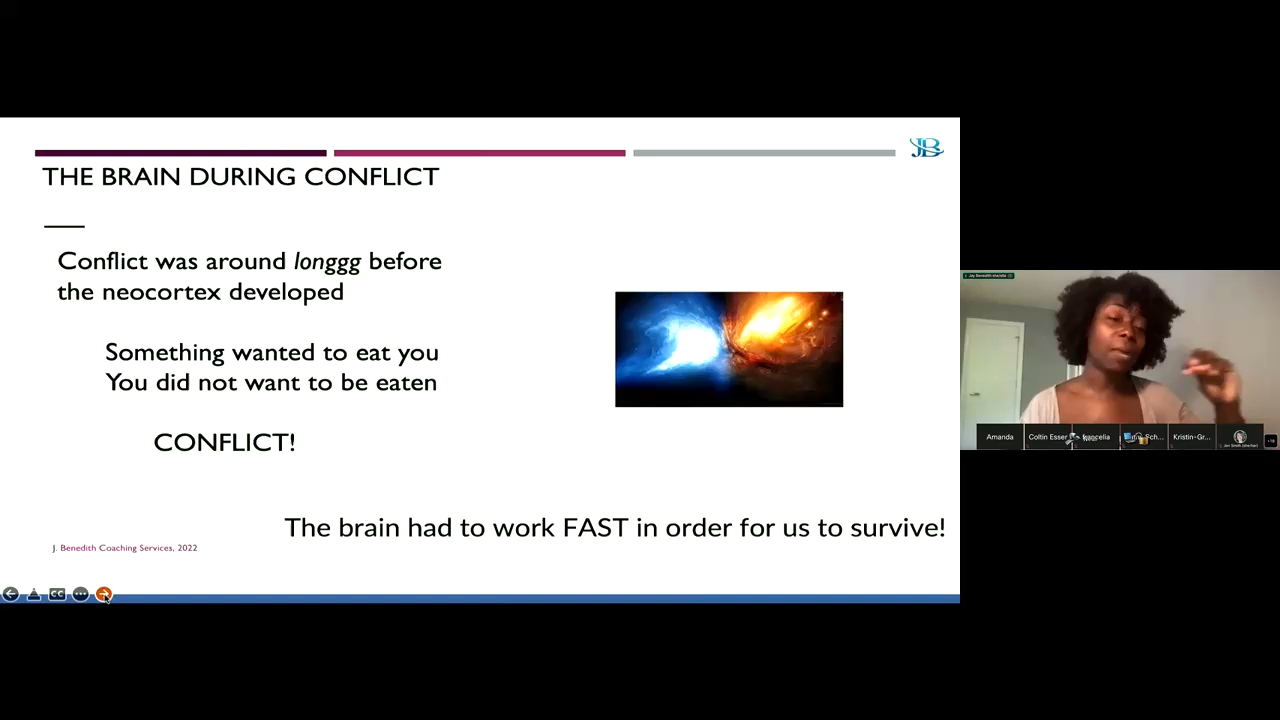 JB
THE BRAIN DURING CONFLICT
Conflict was around longgg before
the neocortex developed
Something wanted to eat you
You did not want to be eaten
CONFLICT!
The brain had to work FAST in order for us to survive!
J. Benedith Coaching Services, 2022
CC
Amanda
Coltin Esser
Kristin-Gr...